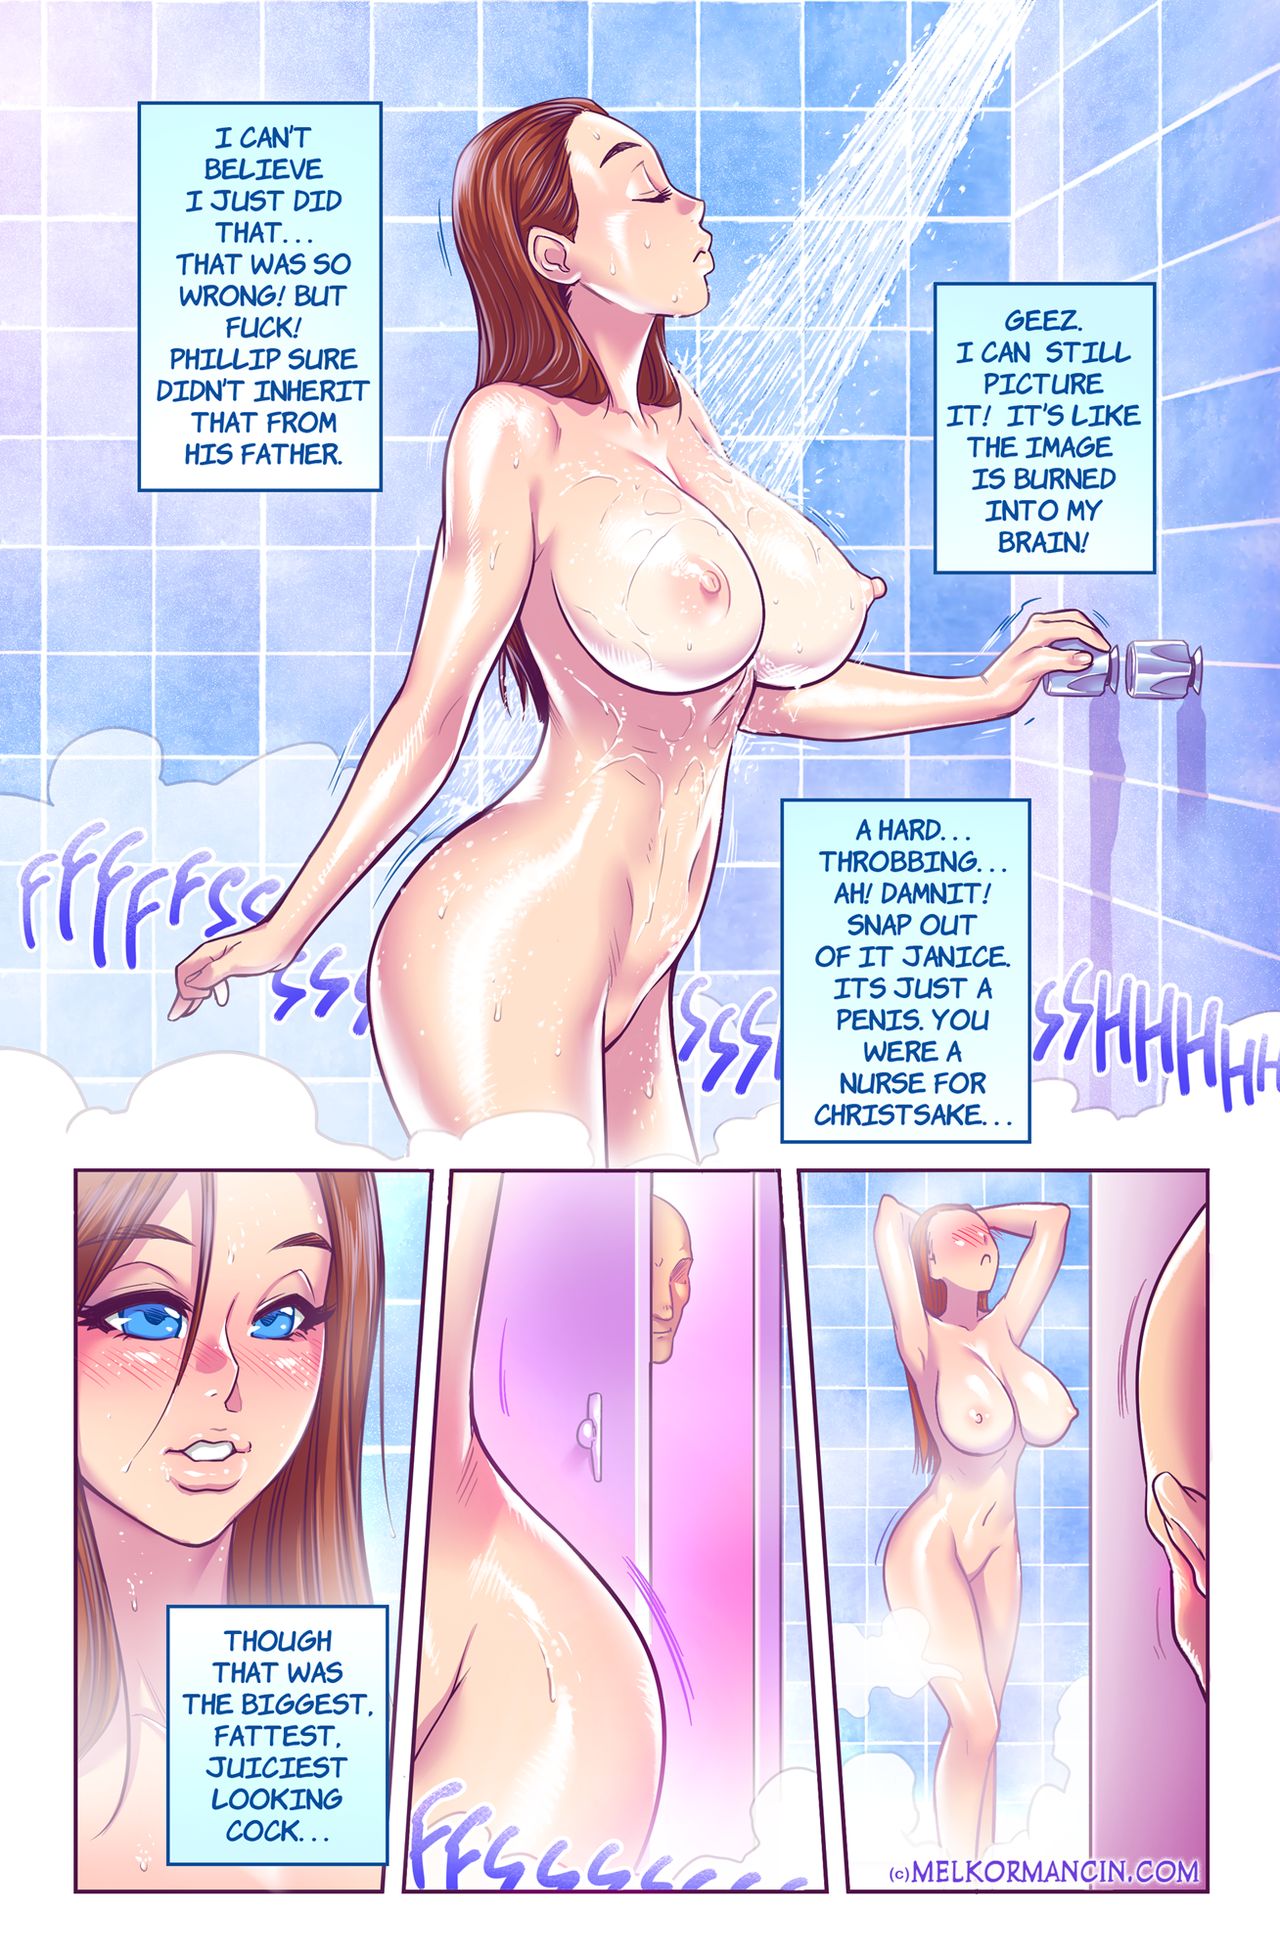 I CAN'T
BELIEVE
I JUST DID
THAT...
THAT WAS SO
WRONG! BUT
FUCK!
PHILLIP SURE
DIDN'T INHERIT
THAT FROM
HIS FATHER.
GEEZ.
I CAN STILL
PICTURE
IT! IT'S LIKE
THE IMAGE
IS BURNED
INTO MY
BRAIN!
A HARD...
THROBBING...
AH! DAMNIT!
SNAP OUT
OF IT JANICE.
ITS JUST A
PENIS. YOU
WERE A
NURSE FOR
CHRISTSAKE...
FFFFFFSSSSSSSSSSHHHHHH
THOUGH
THAT WAS
THE BIGGEST,
FATTEST,
JUICIEST
LOOKING
COCK...
FFSSSSSSSS
(C)MELKORMANCIN.COM